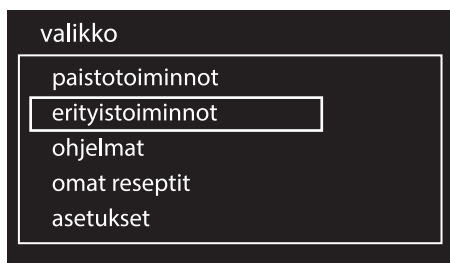 valikko
paistotoiminnot
erityistoiminnot
ohjelmat
omat reseptit
asetukset